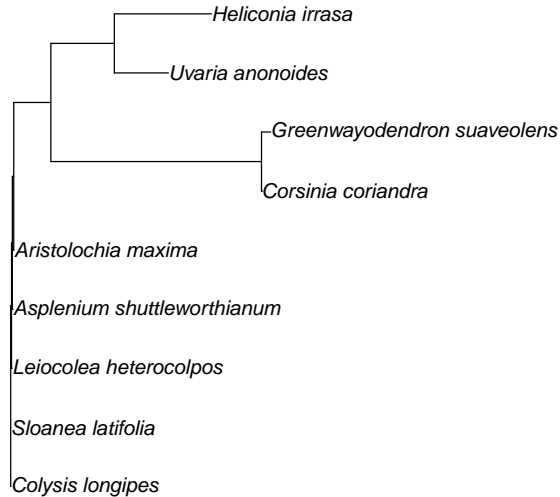 Heliconia irrasa
Uvaria anonoides
Greenwayodendron suaveolens
Corsinia coriandra
Aristolochia maxima
Asplenium shuttleworthianum
Leiocolea heterocolpos
Sloanea latifolia
Colysis longipes